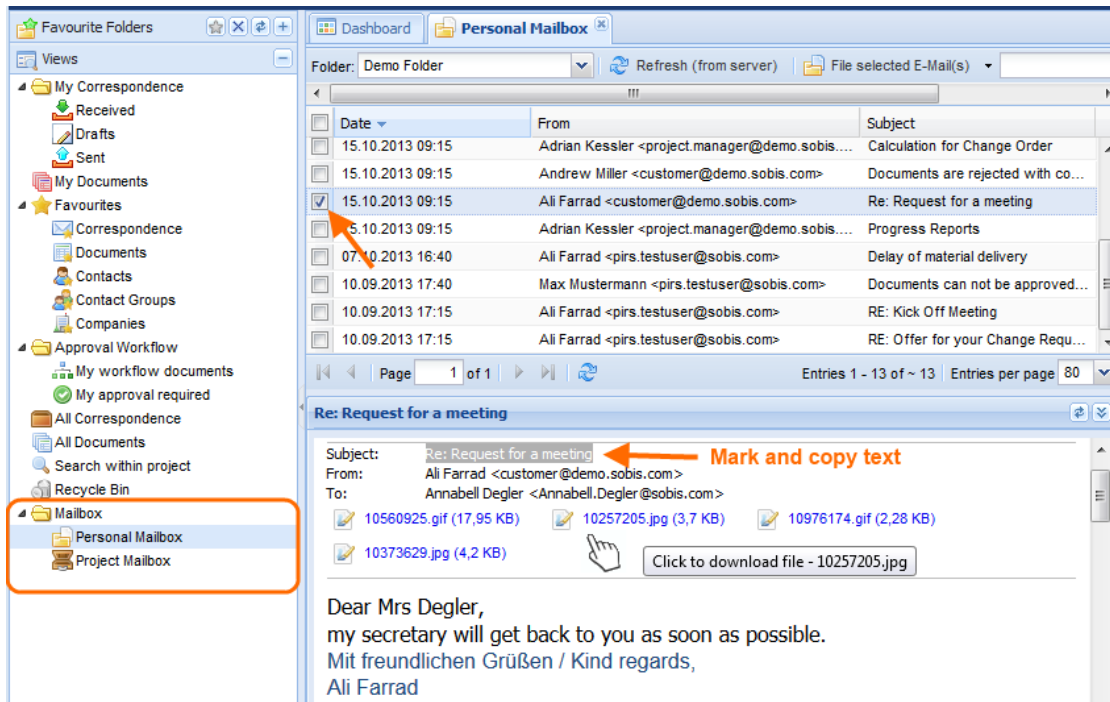 Favourite Folders
Views
My Correspondence
Received
Drafts
Sent
My Documents
Favourites
Correspondence
Documents
Contacts
Contact Groups
Companies
Approval Workflow
My workflow documents
My approval required
All Correspondence
All Documents
Search within project
Recycle Bin
Mailbox
Personal Mailbox
Project Mailbox
Dashboard Personal Mailbox
Folder: Demo Folder Refresh (from server) File selected E-Mail(s)
Date From Subject
15.10.2013 09:15 Adrian Kessler <project.manager@demo.sobis.... Calculation for Change Order
15.10.2013 09:15 Andrew Miller <customer@demo.sobis.com> Documents are rejected with co...
15.10.2013 09:15 Ali Farrad <customer@demo.sobis.com> Re: Request for a meeting
5.10.2013 09:15 Adrian Kessler <project.manager@demo.sobis.... Progress Reports
07.10.2013 16:40 Ali Farrad <pirs.testuser@sobis.com> Delay of material delivery
10.09.2013 17:40 Max Mustermann <pirs.testuser@sobis.com> Documents can not be approved...
10.09.2013 17:15 Ali Farrad <pirs.testuser@sobis.com> RE: Kick Off Meeting
10.09.2013 17:15 Ali Farrad <pirs.testuser@sobis.com> RE: Offer for your Change Requ...
Page 1 of 1 Entries 1 - 13 of ~ 13 Entries per page 80
Re: Request for a meeting
Subject: Re: Request for a meeting Mark and copy text
From: Ali Farrad <customer@demo.sobis.com>
To: Annabell Degler <Annabell.Degler@sobis.com>
10560925.gif (17,95 KB) 10257205.jpg (3,7 KB) 10976174.gif (2,28 KB)
10373629.jpg (4,2 KB) Click to download file - 10257205.jpg
Dear Mrs Degler,
my secretary will get back to you as soon as possible.
Mit freundlichen Grüßen / Kind regards,
Ali Farrad